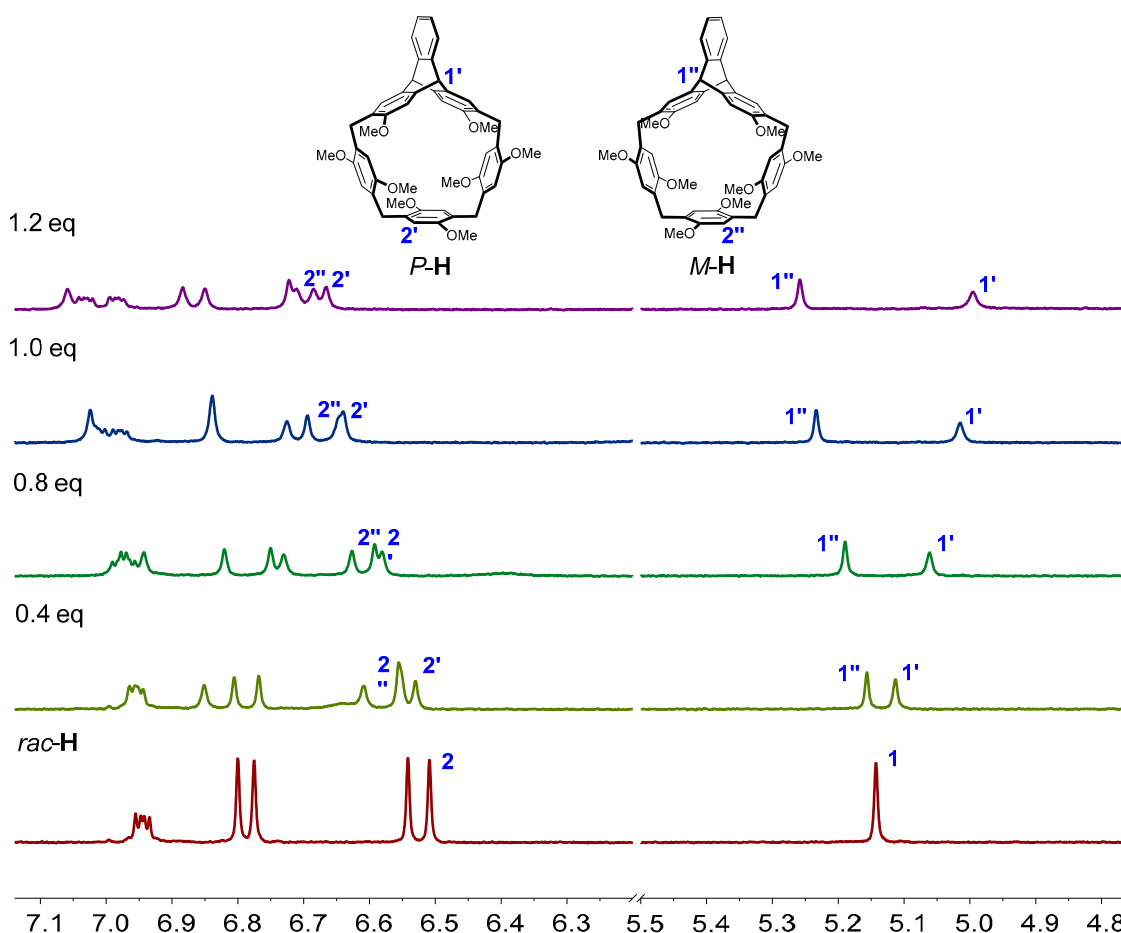 1' 1''
OMe OMe OMe OMe
MeO OMe MeO OMe
OMe MeO OMe MeO
MeO OMe
OMe MeO
2' 2''
P-H M-H
1.2 eq
2'' 2' 1'' 1'
1.0 eq
2'' 2' 1'' 1'
0.8 eq
2'' 2
' 1'' 1'
0.4 eq
2
'' 2' 1'' 1'
rac-H
2 1
7.1 7.0 6.9 6.8 6.7 6.6 6.5 6.4 6.3 5.5 5.4 5.3 5.2 5.1 5.0 4.9 4.8